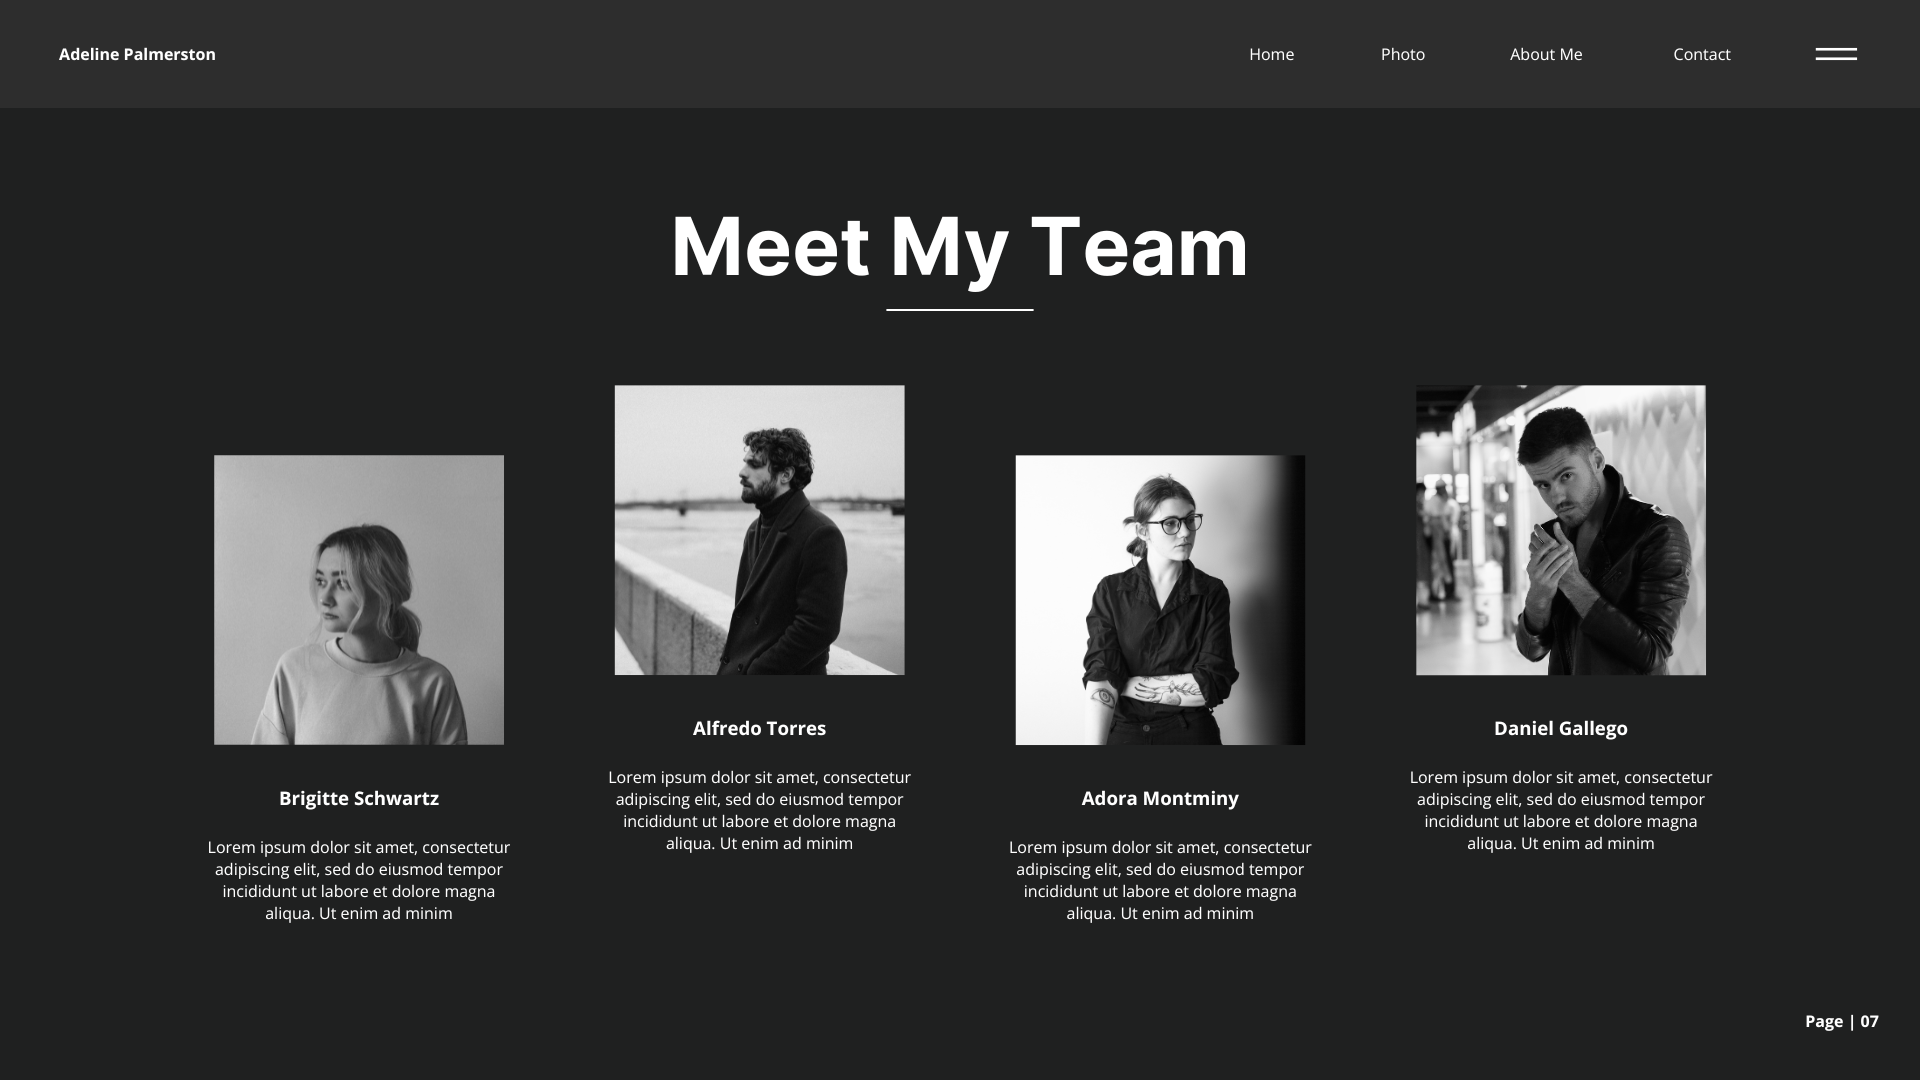 Adeline Palmerston
Home
Photo
About Me
Contact
Meet My Team
Brigitte Schwartz
Lorem ipsum dolor sit amet, consectetur
adipiscing elit, sed do eiusmod tempor
incididunt ut labore et dolore magna
aliqua. Ut enim ad minim
Alfredo Torres
Lorem ipsum dolor sit amet, consectetur
adipiscing elit, sed do eiusmod tempor
incididunt ut labore et dolore magna
aliqua. Ut enim ad minim
Adora Montminy
Lorem ipsum dolor sit amet, consectetur
adipiscing elit, sed do eiusmod tempor
incididunt ut labore et dolore magna
aliqua. Ut enim ad minim
Daniel Gallego
Lorem ipsum dolor sit amet, consectetur
adipiscing elit, sed do eiusmod tempor
incididunt ut labore et dolore magna
aliqua. Ut enim ad minim
Page | 07